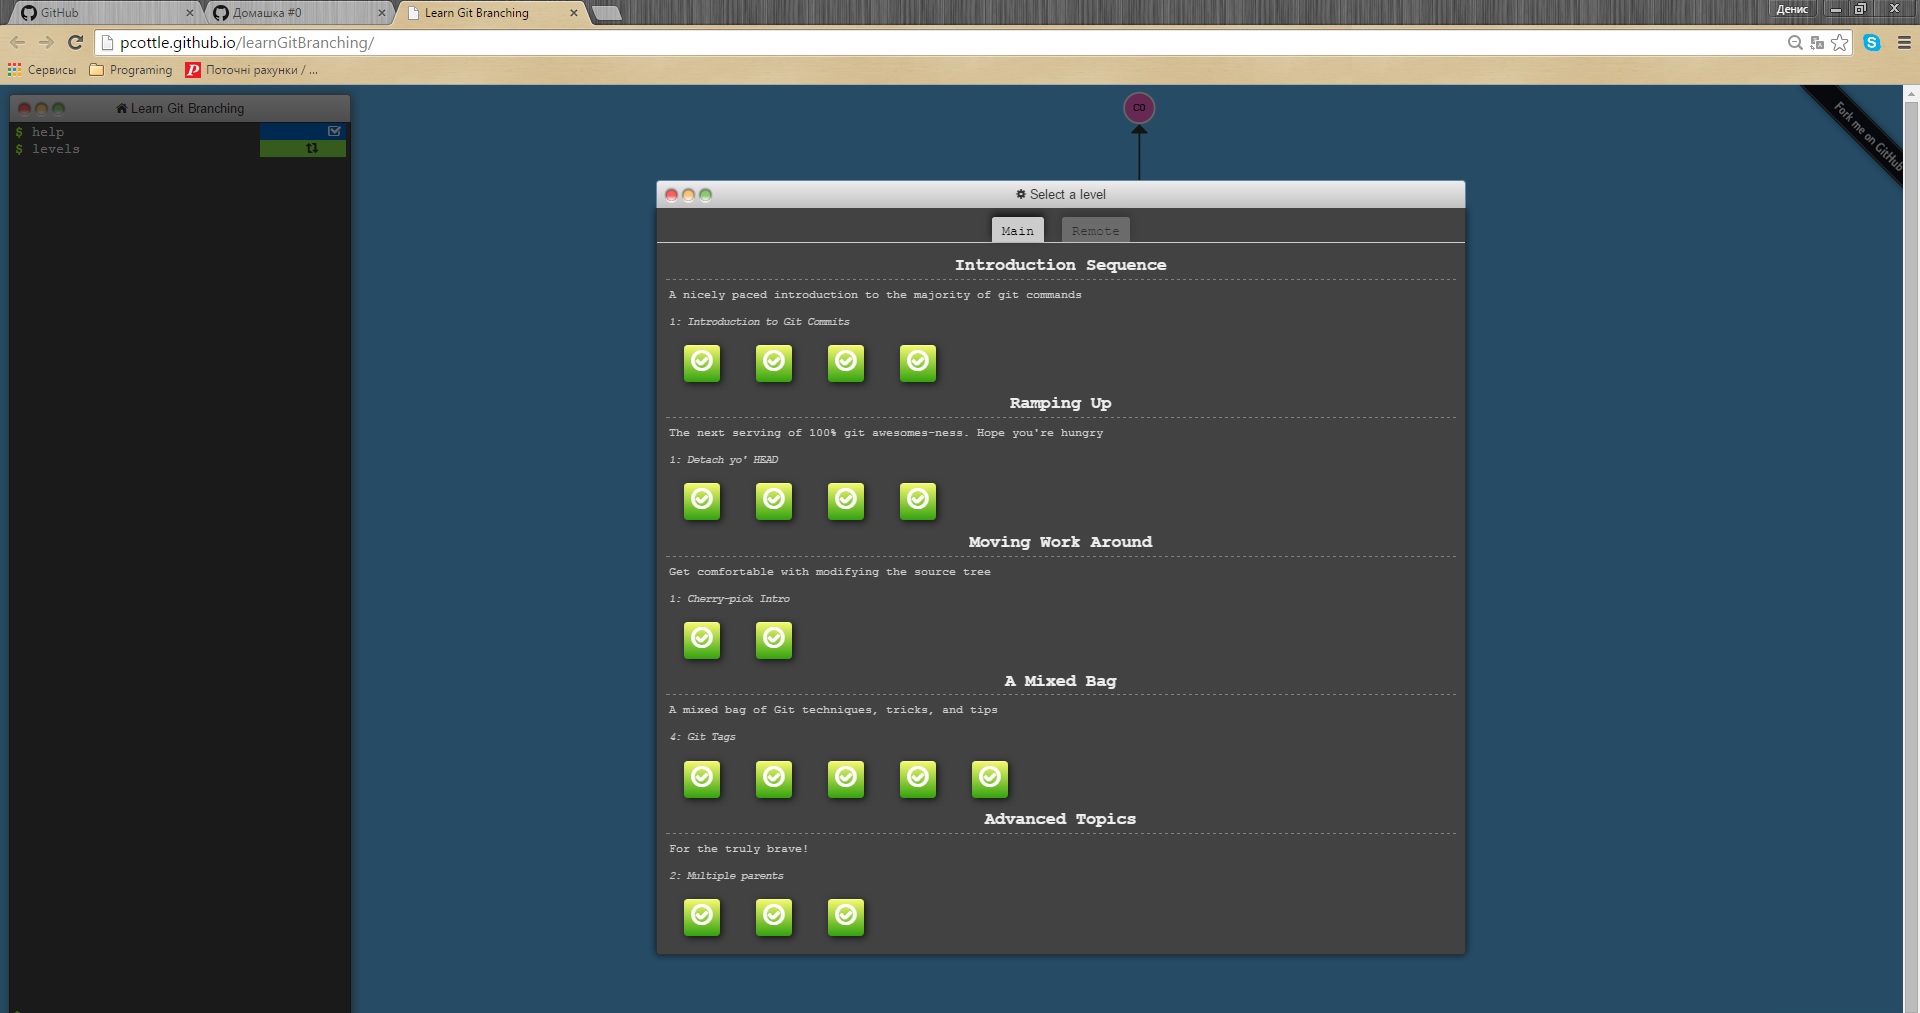 GitHub
Домашка #0
Learn Git Branching
Денис
pcottle.github.io/learnGitBranching/
Сервисы
Programing
Поточні рахунки / ...
Learn Git Branching
$ help
$ levels
C0
Fork me on GitHub
Select a level
Main
Remote
Introduction Sequence
A nicely paced introduction to the majority of git commands
1: Introduction to Git Commits
Ramping Up
The next serving of 100% git awesomes-ness. Hope you're hungry
1: Detach yo' HEAD
Moving Work Around
Get comfortable with modifying the source tree
1: Cherry-pick Intro
A Mixed Bag
A mixed bag of Git techniques, tricks, and tips
4: Git Tags
Advanced Topics
For the truly brave!
2: Multiple parents